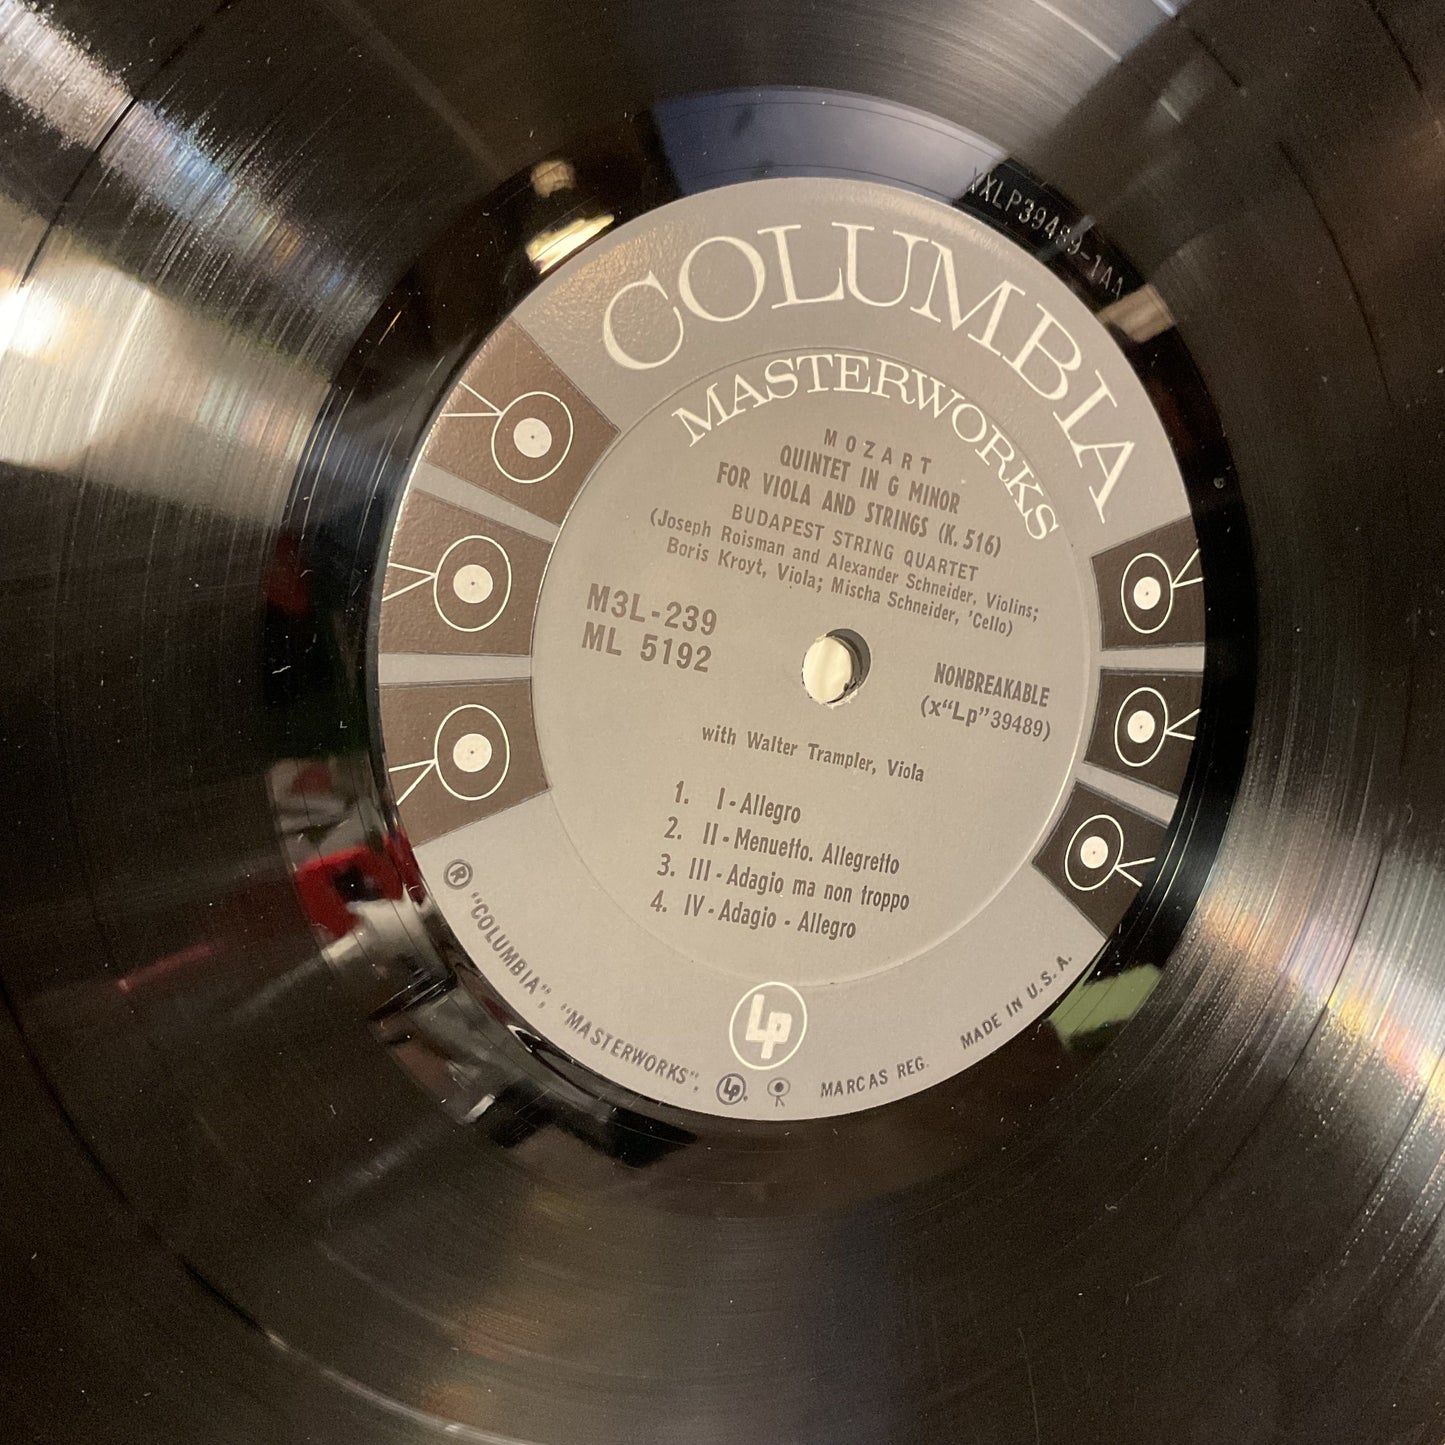 XXLP39489-1AA
COLUMBIA
MASTERWORKS
MOZART
QUINTET IN G MINOR
FOR VIOLA AND STRINGS (K. 516)
BUDAPEST STRING QUARTET
(Joseph Roisman and Alexander Schneider, Violins;
Boris Kroyt, Viola; Mischa Schneider, 'Cello)
M3L-239
ML 5192
NONBREAKABLE
(x“Lp”39489)
with Walter Trampler, Viola
1. I - Allegro
2. II - Menuetto. Allegretto
3. III - Adagio ma non troppo
4. IV - Adagio - Allegro
Lp
® "COLUMBIA", "MASTERWORKS", Lp. MARCAS REG. MADE IN U. S. A.